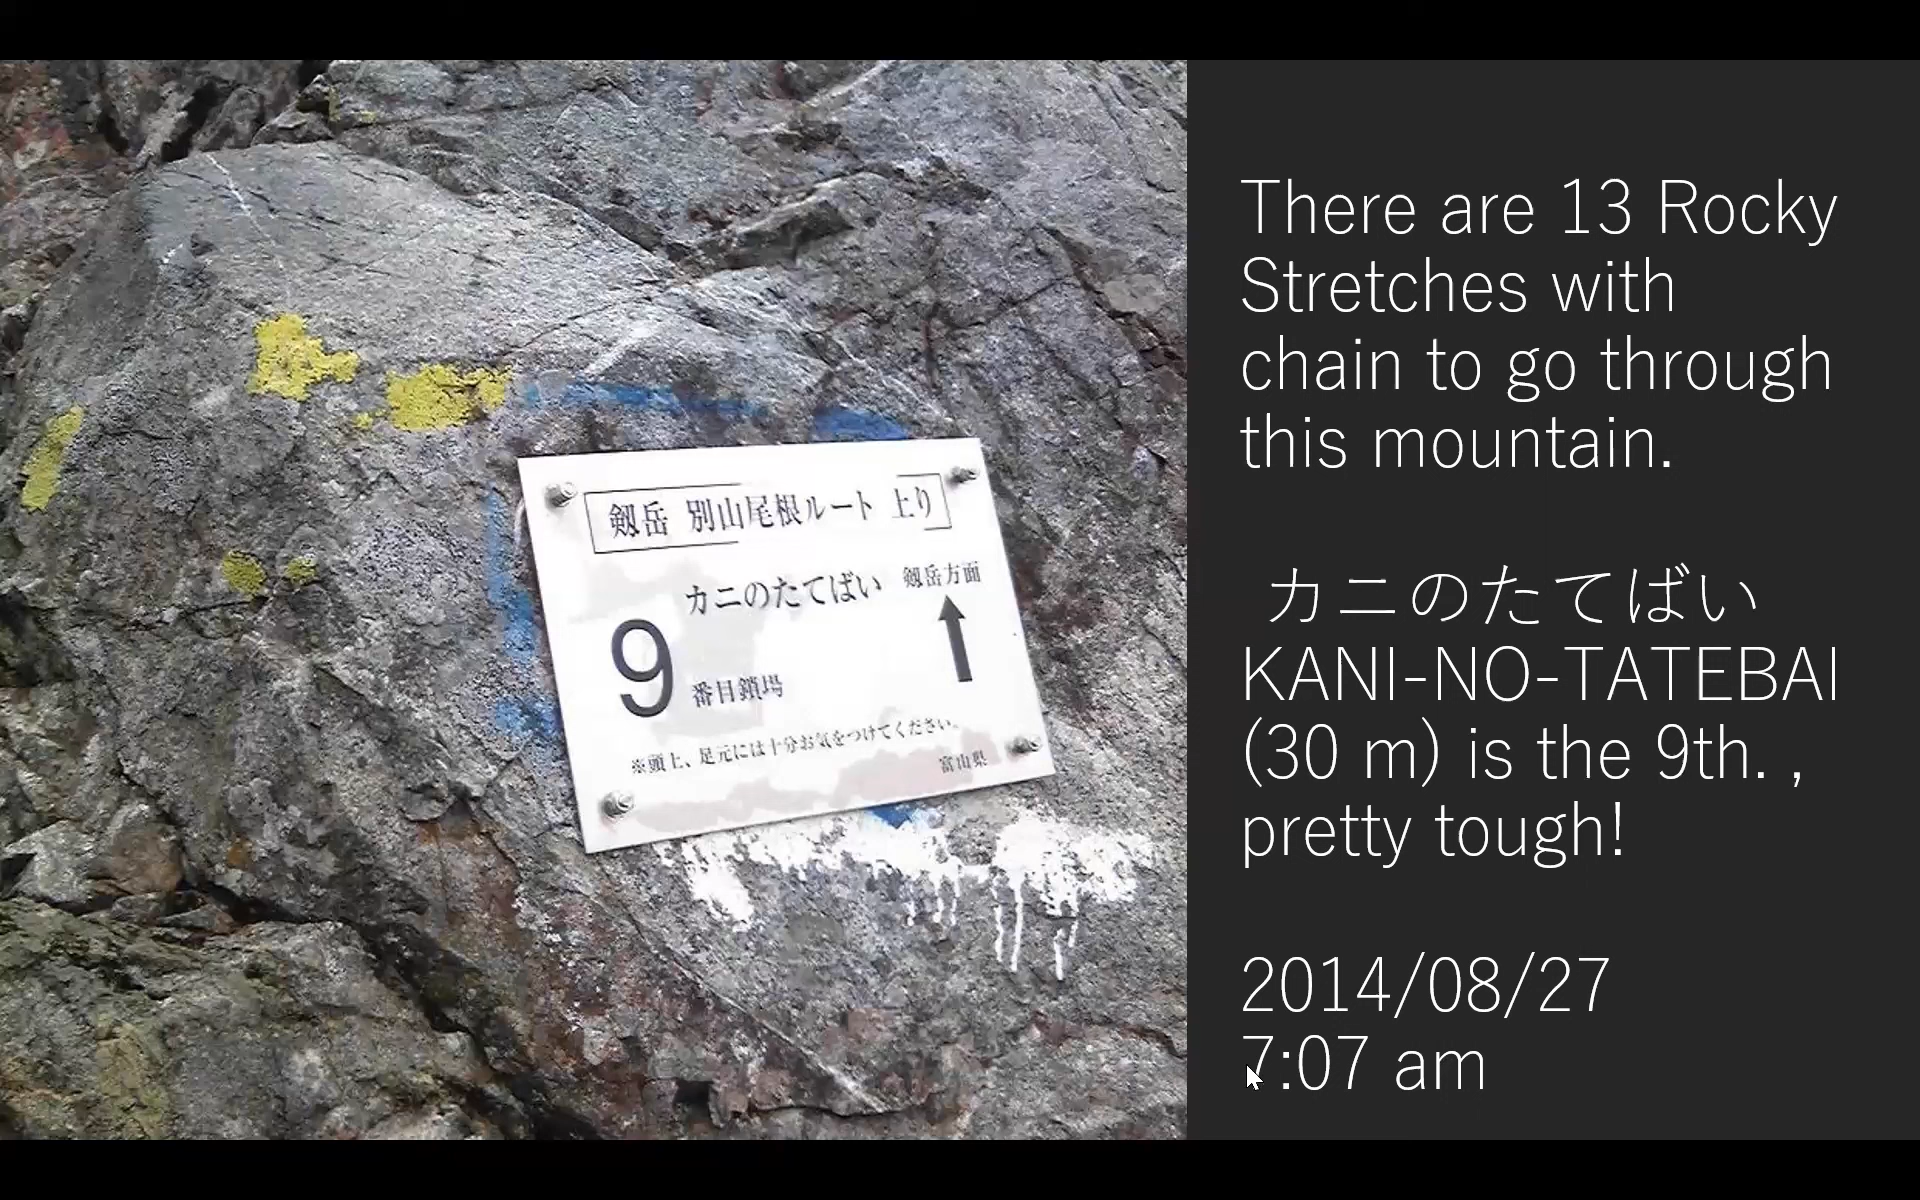 剱岳 別山尾根ルート 上り
カニのたてばい
剱岳方面
9
番目鎖場
※頭上、足元には十分お気をつけてください。
富山県
There are 13 Rocky
Stretches with
chain to go through
this mountain.
カニのたてばい
KANI-NO-TATEBAI
(30 m) is the 9th. ,
pretty tough!
2014/08/27
7:07 am